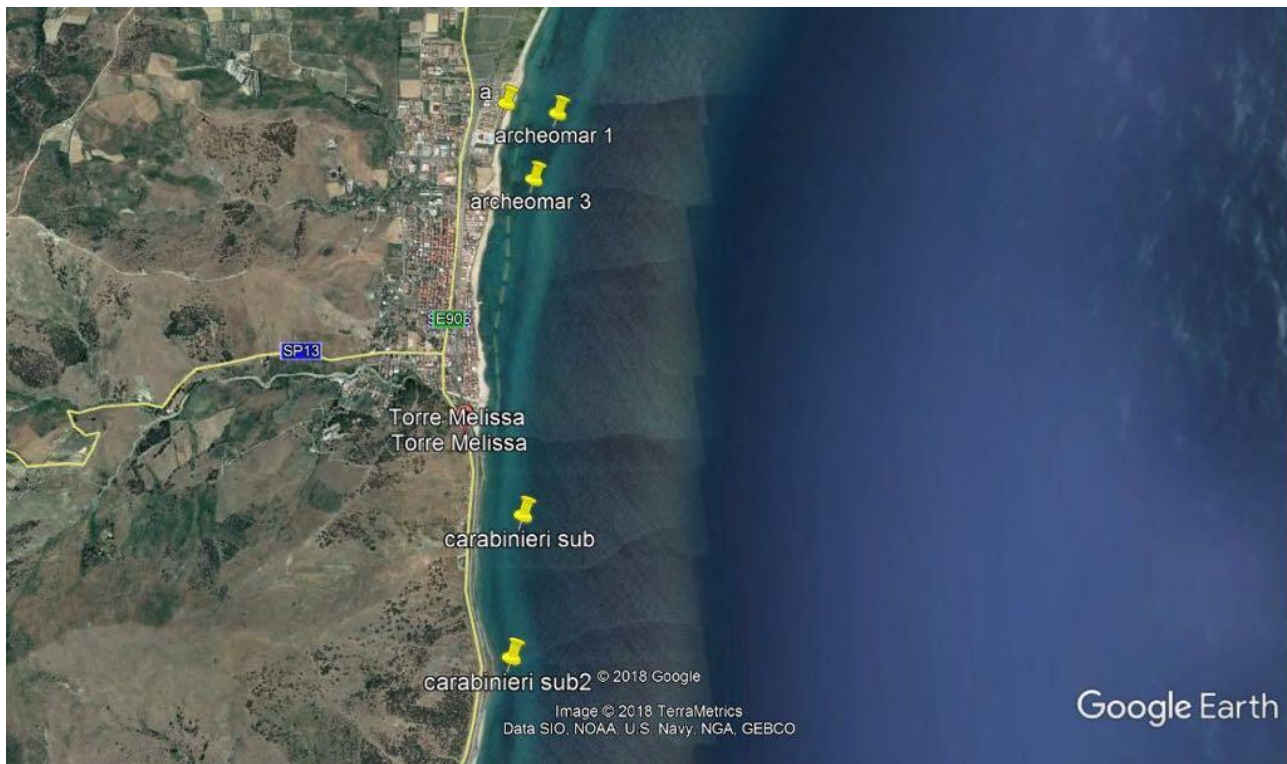 a
archeomar 1
archeomar 3
E90
SP13
Torre Melissa
Torre Melissa
carabinieri sub
carabinieri sub2
© 2018 Google
Image © 2018 TerraMetrics
Data SIO, NOAA, U.S. Navy, NGA, GEBCO
Google Earth